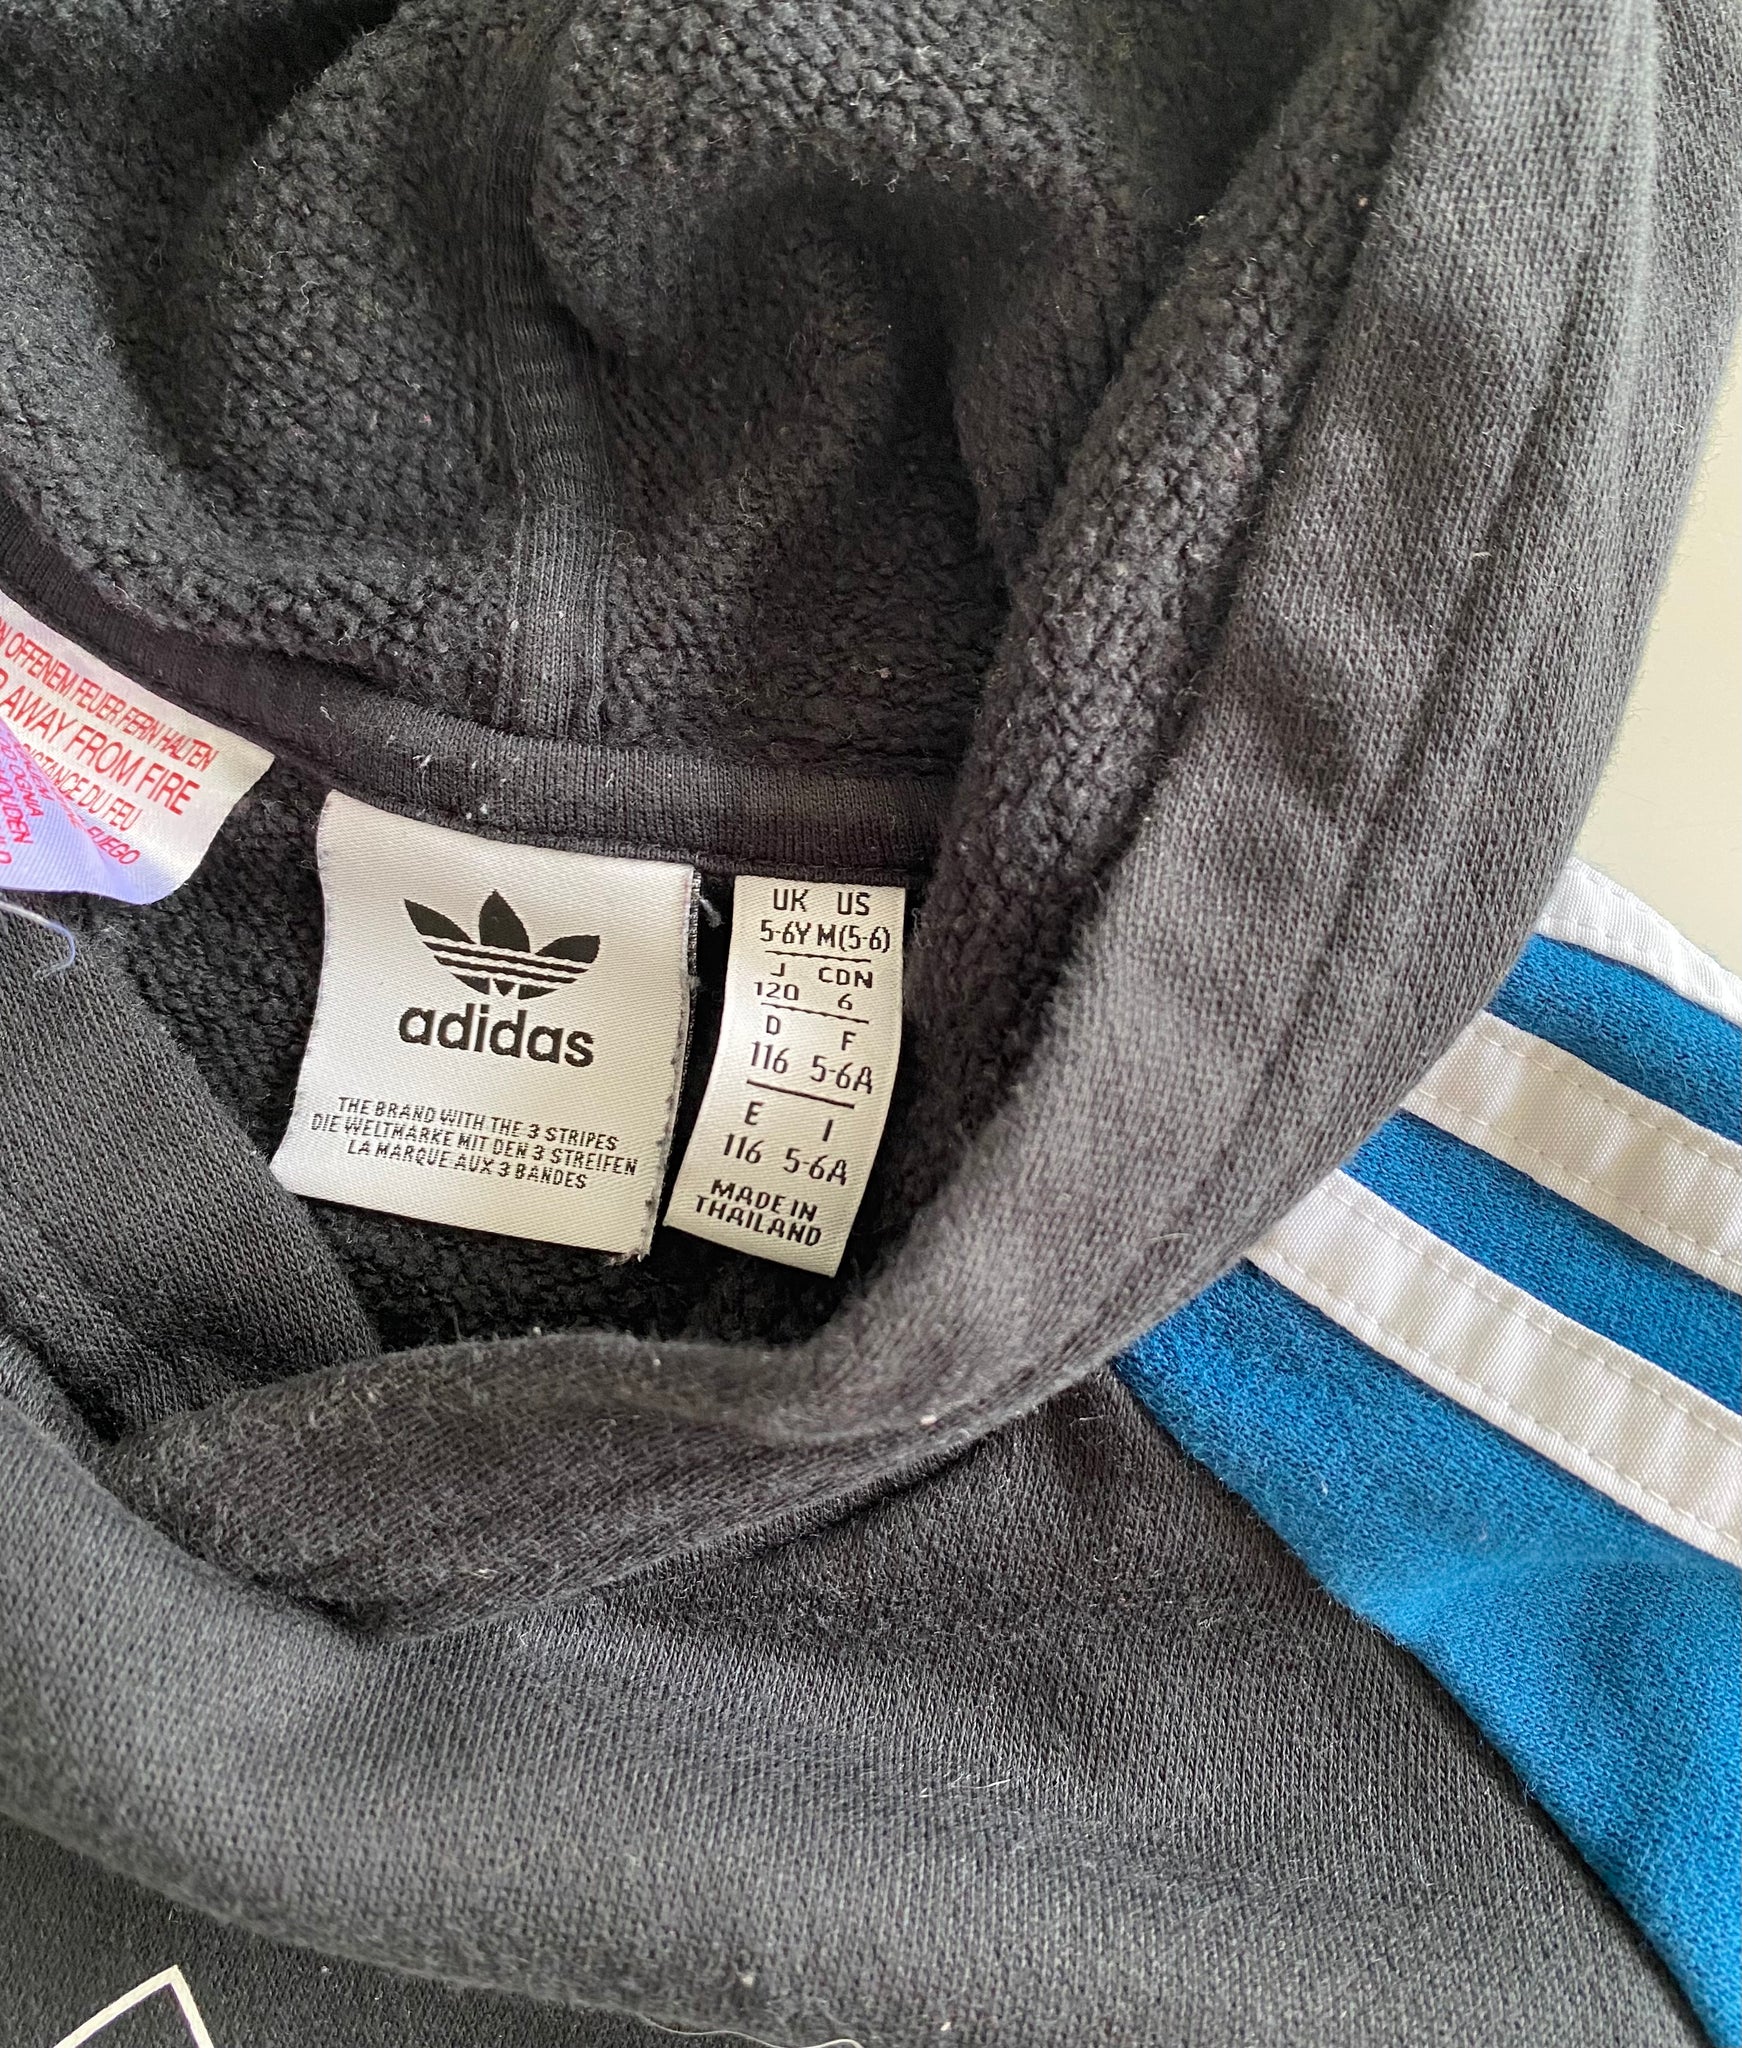 OFFENEM FEUER FERN HALTEN
AWAY FROM FIRE
DU FEU
FUEGO
adidas
THE BRAND WITH THE 3 STRIPES
DIE WELTMARKE MIT DEN 3 STREIFEN
LA MARQUE AUX 3 BANDES
UK US
5-6Y M(5-6)
J CDN
120 6
D F
116 5-6A
E I
116 5-6A
MADE IN
THAILAND